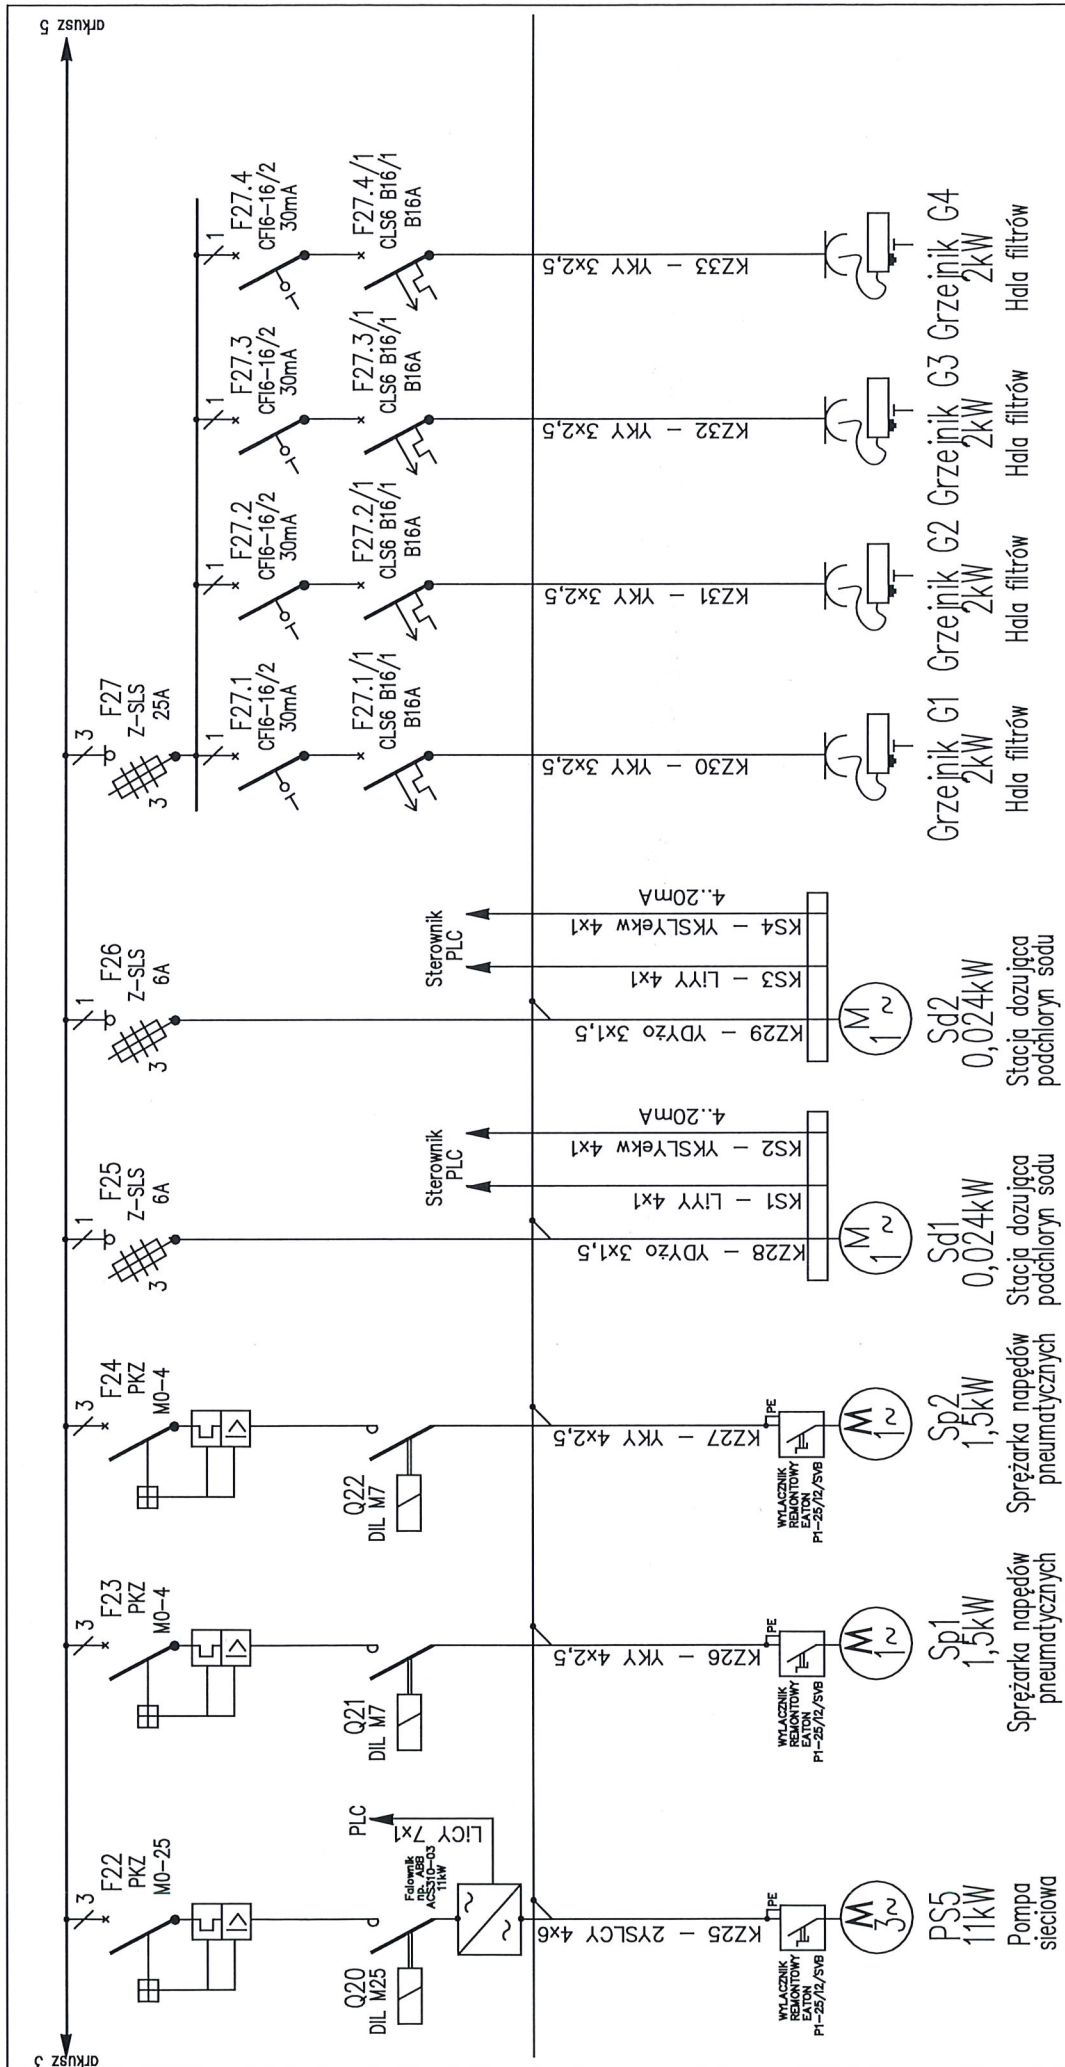 arkusz 3
arkusz 5
3
F22
PKZ
M0-25
Q20
DIL M25
Falownik
np. ABB
ACS310-03
11kW
PLC
LiCY 7x1
KZ25 - 2YSLCY 4x6
PE
WYLACZNIK
REMONTOWY
EATON
P1-25/I2/SVB
M
3~
PS5
11kW
Pompa
sieciowa
3
F23
PKZ
M0-4
Q21
DIL M7
KZ26 - YKY 4x2,5
PE
WYLACZNIK
REMONTOWY
EATON
P1-25/I2/SVB
M
1~
Sp1
1,5kW
Sprężarka napędów
pneumatycznych
3
F24
PKZ
M0-4
Q22
DIL M7
KZ27 - YKY 4x2,5
PE
WYLACZNIK
REMONTOWY
EATON
P1-25/I2/SVB
M
1~
Sp2
1,5kW
Sprężarka napędów
pneumatycznych
1
F25
Z-SLS
6A
3
Sterownik
PLC
KZ28 - YDYżo 3x1,5
KS1 - LiYY 4x1
KS2 - YKSLYekw 4x1
4..20mA
M
1~
Sd1
0,024kW
Stacja dozująca
podchloryn sodu
1
F26
Z-SLS
6A
3
Sterownik
PLC
KZ29 - YDYżo 3x1,5
KS3 - LiYY 4x1
KS4 - YKSLYekw 4x1
4..20mA
M
1~
Sd2
0,024kW
Stacja dozująca
podchloryn sodu
3
F27
Z-SLS
25A
3
1
F27.1
CFI6-16/2
30mA
F27.1/1
CLS6 B16/1
B16A
KZ30 - YKY 3x2,5
Grzejnik G1
2kW
Hala filtrów
1
F27.2
CFI6-16/2
30mA
F27.2/1
CLS6 B16/1
B16A
KZ31 - YKY 3x2,5
Grzejnik G2
2kW
Hala filtrów
1
F27.3
CFI6-16/2
30mA
F27.3/1
CLS6 B16/1
B16A
KZ32 - YKY 3x2,5
Grzejnik G3
2kW
Hala filtrów
1
F27.4
CFI6-16/2
30mA
F27.4/1
CLS6 B16/1
B16A
KZ33 - YKY 3x2,5
Grzejnik G4
2kW
Hala filtrów